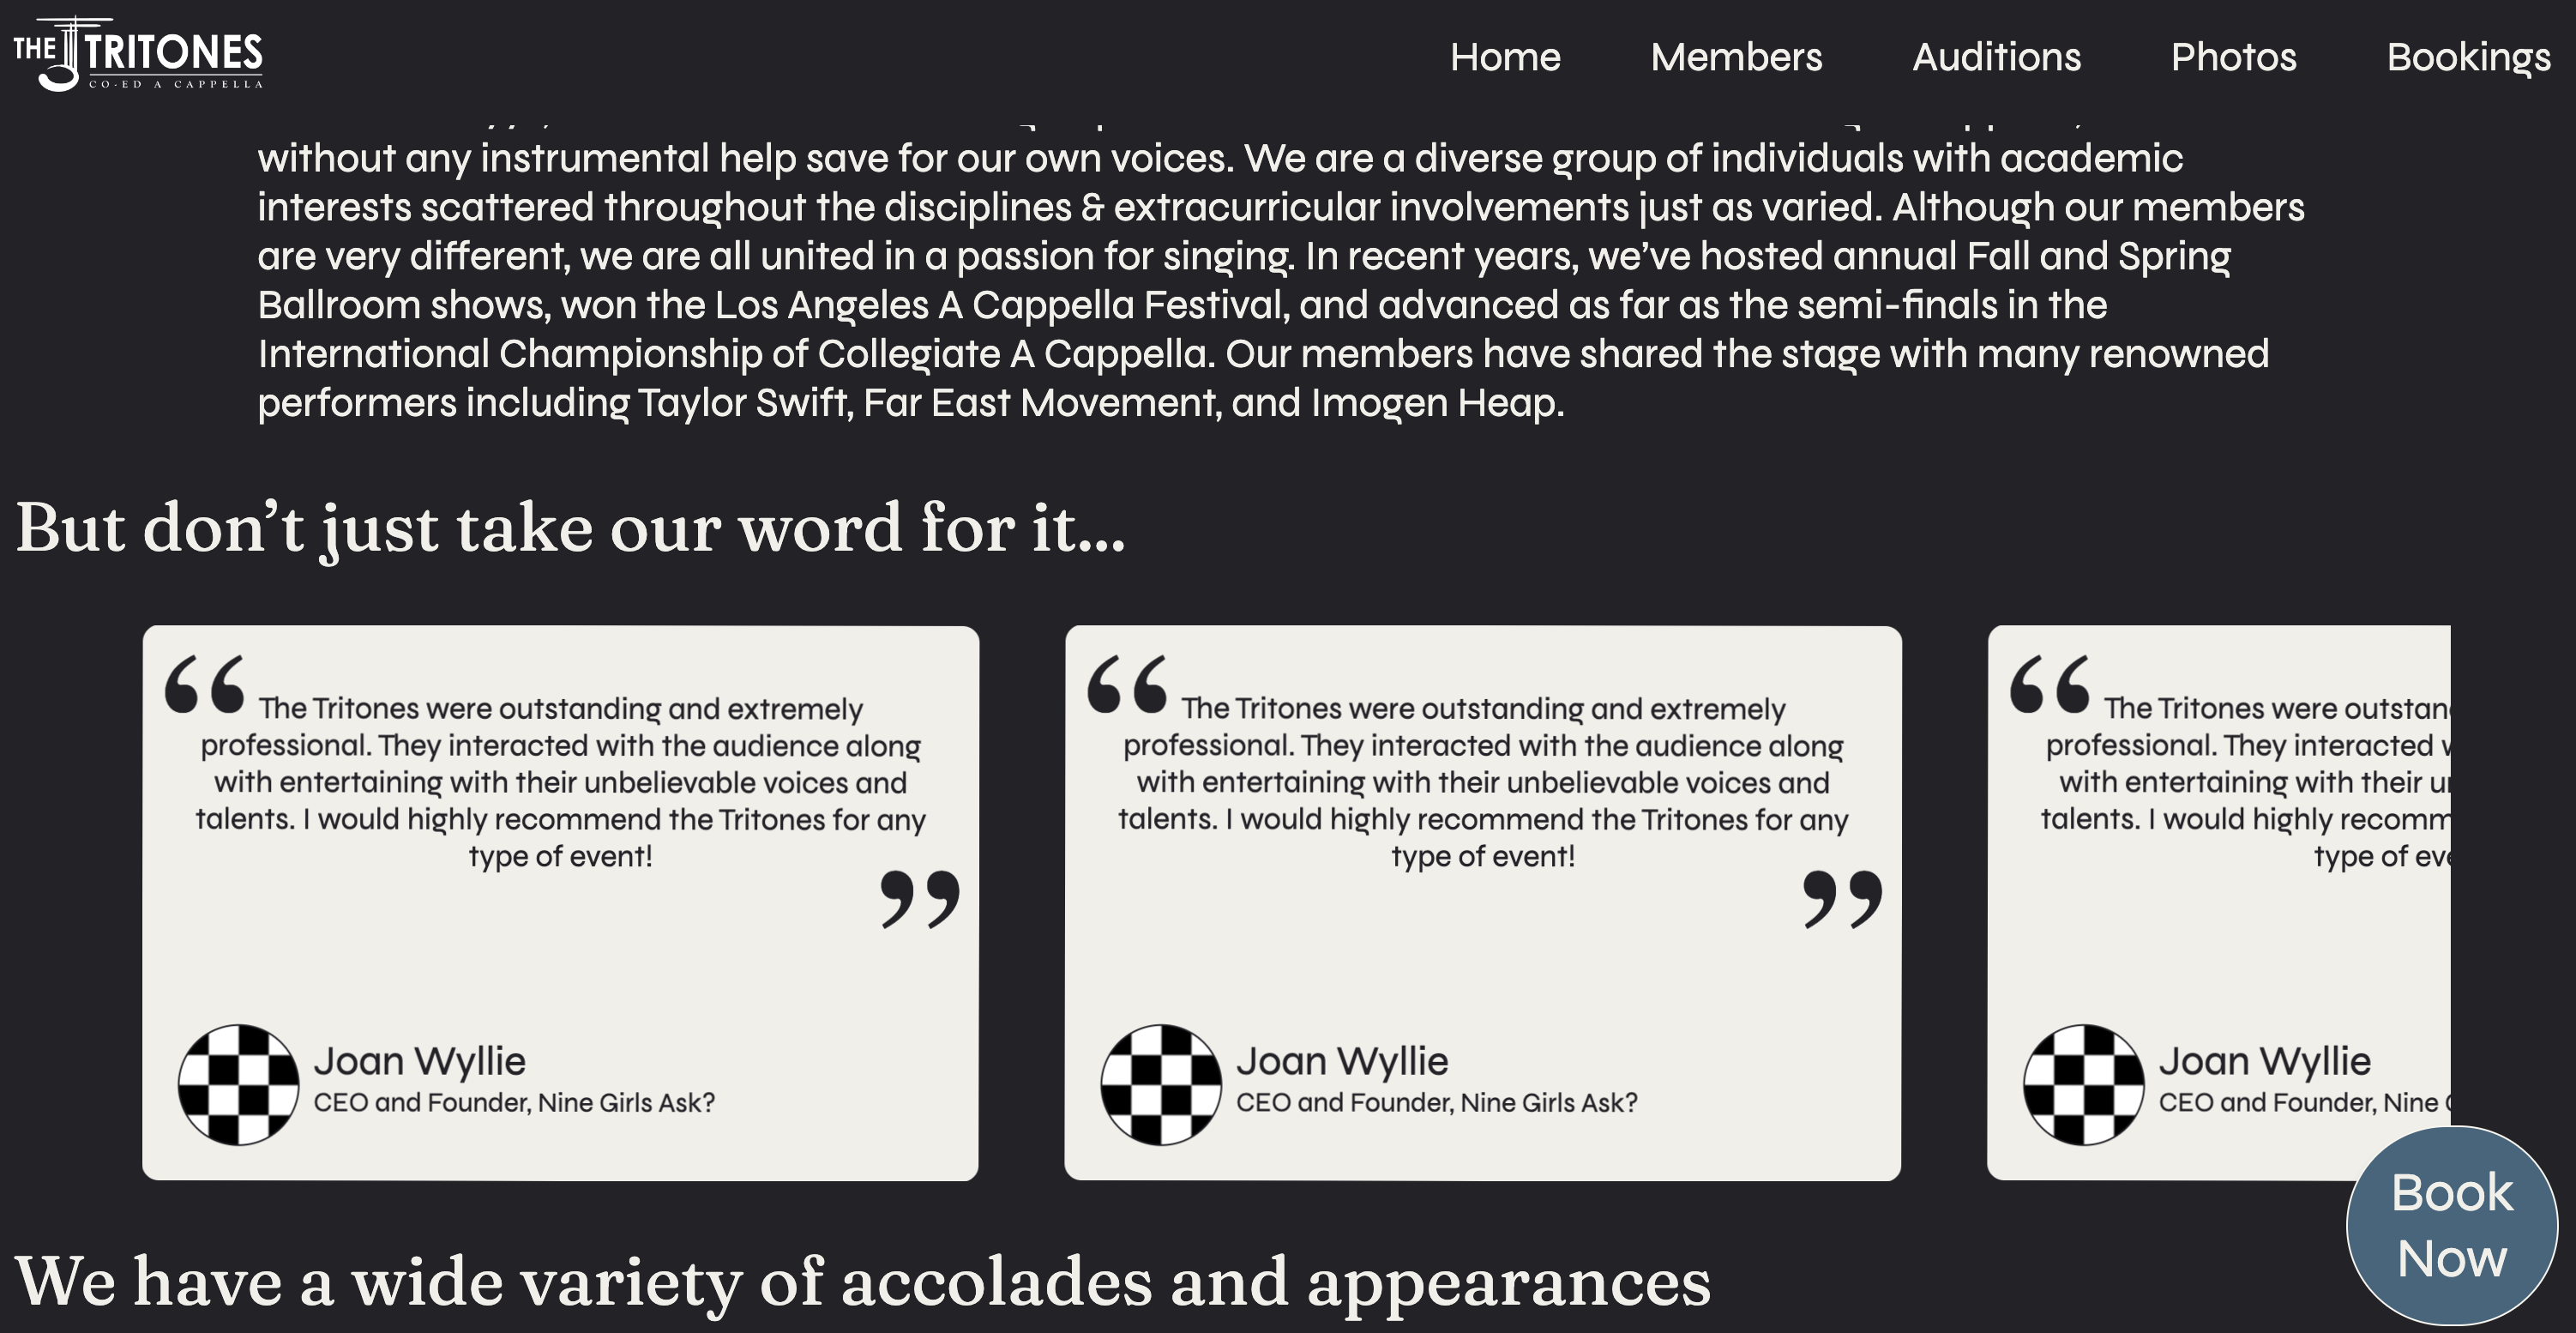 THE TRITONES
CO-ED A CAPPELLA
Home Members Auditions Photos Bookings
without any instrumental help save for our own voices. We are a diverse group of individuals with academic
interests scattered throughout the disciplines & extracurricular involvements just as varied. Although our members
are very different, we are all united in a passion for singing. In recent years, we’ve hosted annual Fall and Spring
Ballroom shows, won the Los Angeles A Cappella Festival, and advanced as far as the semi-finals in the
International Championship of Collegiate A Cappella. Our members have shared the stage with many renowned
performers including Taylor Swift, Far East Movement, and Imogen Heap.
But don’t just take our word for it...
“ The Tritones were outstanding and extremely
professional. They interacted with the audience along
with entertaining with their unbelievable voices and
talents. I would highly recommend the Tritones for any
type of event!
”
Joan Wyllie
CEO and Founder, Nine Girls Ask?
“ The Tritones were outstanding and extremely
professional. They interacted with the audience along
with entertaining with their unbelievable voices and
talents. I would highly recommend the Tritones for any
type of event!
”
Joan Wyllie
CEO and Founder, Nine Girls Ask?
“ The Tritones were outstan
professional. They interacted
with entertaining with their u
talents. I would highly recomm
type of eve
Joan Wyllie
CEO and Founder, Nine
Book
Now
We have a wide variety of accolades and appearances